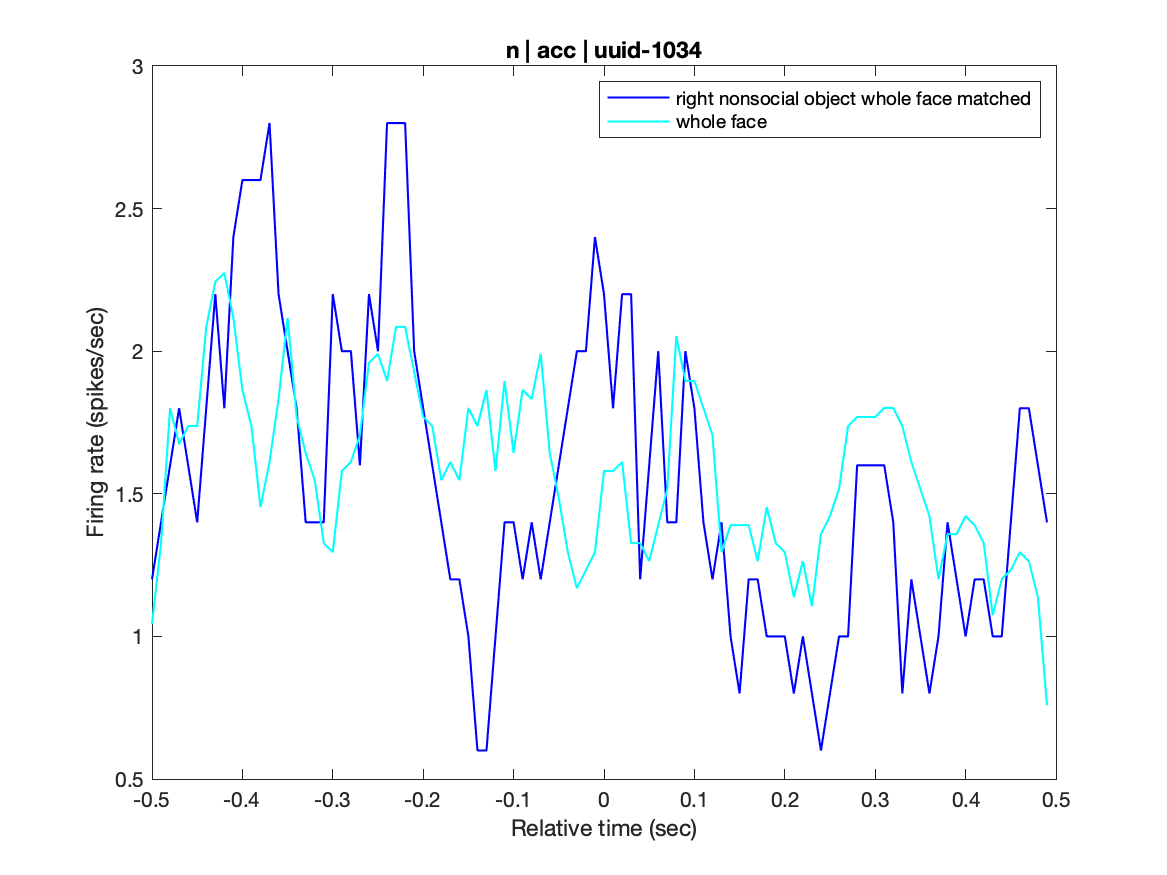 n | acc | uuid-1034
right nonsocial object whole face matched
whole face
Firing rate (spikes/sec)
3
2.5
2
1.5
1
0.5
-0.5 -0.4 -0.3 -0.2 -0.1 0 0.1 0.2 0.3 0.4 0.5
Relative time (sec)